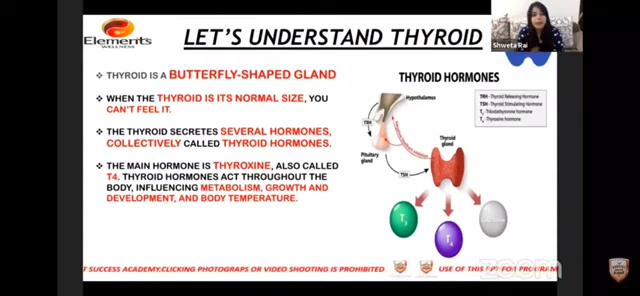 Elements
WELLNESS
LET'S UNDERSTAND THYROID
Shweta Rai
THYROID IS A BUTTERFLY-SHAPED GLAND
WHEN THE THYROID IS ITS NORMAL SIZE, YOU
CAN'T FEEL IT.
THE THYROID SECRETES SEVERAL HORMONES,
COLLECTIVELY CALLED THYROID HORMONES.
THE MAIN HORMONE IS THYROXINE, ALSO CALLED
T4. THYROID HORMONES ACT THROUGHOUT THE
BODY, INFLUENCING METABOLISM, GROWTH AND
DEVELOPMENT, AND BODY TEMPERATURE.
THYROID HORMONES
Hypothalamus
TRH - Thyroid Releasing Hormone
TSH - Thyroid Stimulating Hormone
hormone
T4 - Thyroxine hormone
TRH
Pituitary
gland
Thyroid
gland
TSH
T3
T4
zoom
T SUCCESS ACADEMY.CLICKING PHOTOGRAPS OR VIDEO SHOOTING IS PROHIBITED
USE OF THIS PPT FOR PROGRAM